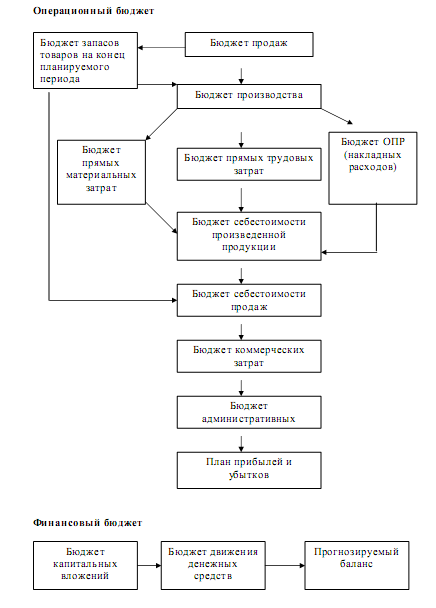 Операционный бюджет
Бюджет запасов
товаров на конец
планируемого
периода
Бюджет продаж
Бюджет производства
Бюджет
прямых
материальных
затрат
Бюджет прямых трудовых
затрат
Бюджет ОПР
(накладных
расходов)
Бюджет себестоимости
произведенной
продукции
Бюджет себестоимости
продаж
Бюджет коммерческих
затрат
Бюджет
административных
План прибылей и
убытков
Финансовый бюджет
Бюджет
капитальных
вложений
Бюджет движения
денежных
средств
Прогнозируемый
баланс